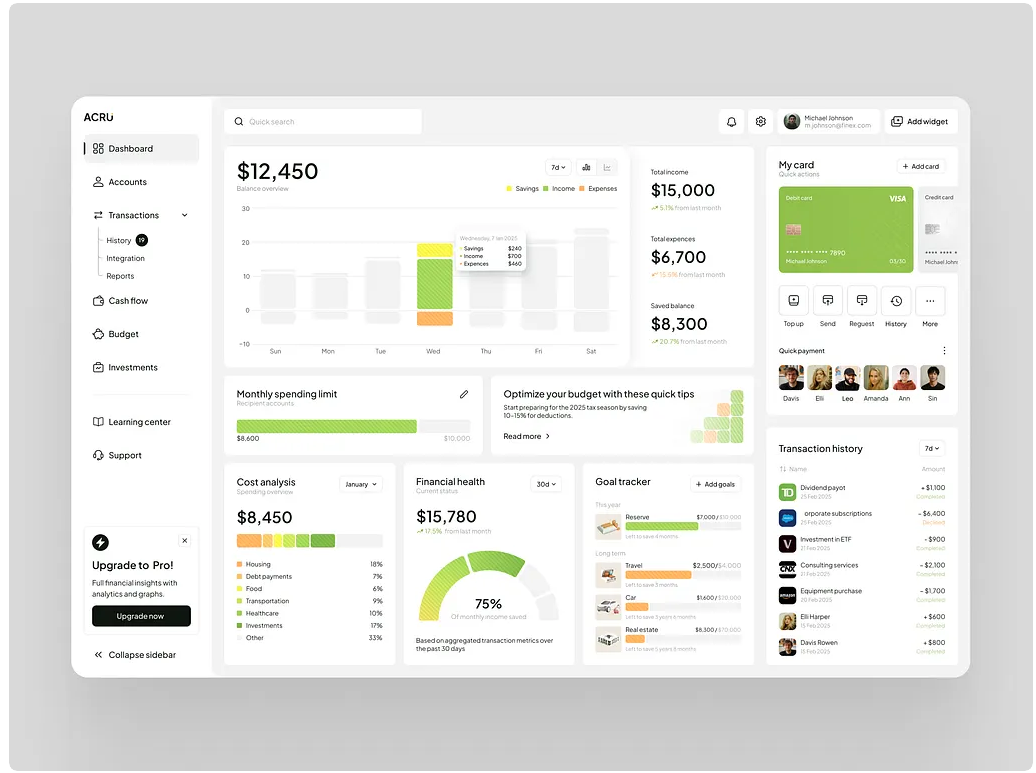 ACRU
Dashboard
Accounts
Transactions
History 19
Integration
Reports
Cash flow
Budget
Investments
Learning center
Support
Upgrade to Pro!
Full financial insights with
analytics and graphs.
Upgrade now
Collapse sidebar
Quick search
Michael Johnson
m.johnson@finex.com
Add widget
$12,450
Balance overview
7d
Savings Income Expenses
30
20
10
0
-10
Wednesday, 7 Jan 2025
Savings $240
Income $700
Expences $460
Sun Mon Tue Wed Thu Fri Sat
Total income
$15,000
5.1% from last month
Total expenses
$6,700
15.5% from last month
Saved balance
$8,300
20.7% from last month
Monthly spending limit
Recipient accounts
$8,600 $10,000
Optimize your budget with these quick tips
Start preparing for the 2025 tax season by saving
10-15% for deductions.
Read more
Cost analysis
Spending overview
January
$8,450
Housing 18%
Debt payments 7%
Food 6%
Transportation 9%
Healthcare 10%
Investments 17%
Other 33%
Financial health
Current status
30d
$15,780
17.5% from last month
75%
Of monthly income saved
Based on aggregated transaction metrics over
the past 30 days
Goal tracker
+ Add goals
This year
Reserve $7,000/$10,000
Left to save 4 months
Long term
Travel $2,500/$4,000
Left to save 3 months
Car $1,600/$20,000
Left to save 3 years 6 months
Real estate $8,300/$70,000
Left to save 5 years 8 months
My card
Quick actions
+ Add card
Debit card VISA
•••• •••• •••• 7890
Michael Johnson 03/30
Credit card
Michael John
Top up Send Request History More
Quick payment
Davis Elli Leo Amanda Ann Sin
Transaction history
7d
Name Amount
TD
Dividend payot + $1,100
25 Feb 2025 Completed
orporate subscriptions - $6,400
25 Feb 2025 Declined
V
Investment in ETF - $900
21 Feb 2025 Completed
CNX
Consulting services - $2,100
21 Feb 2025 Completed
amazon
Equipment purchase - $1,700
20 Feb 2025 Completed
Elli Harper + $600
15 Feb 2025 Completed
Davis Rowen + $800
15 Feb 2025 Completed